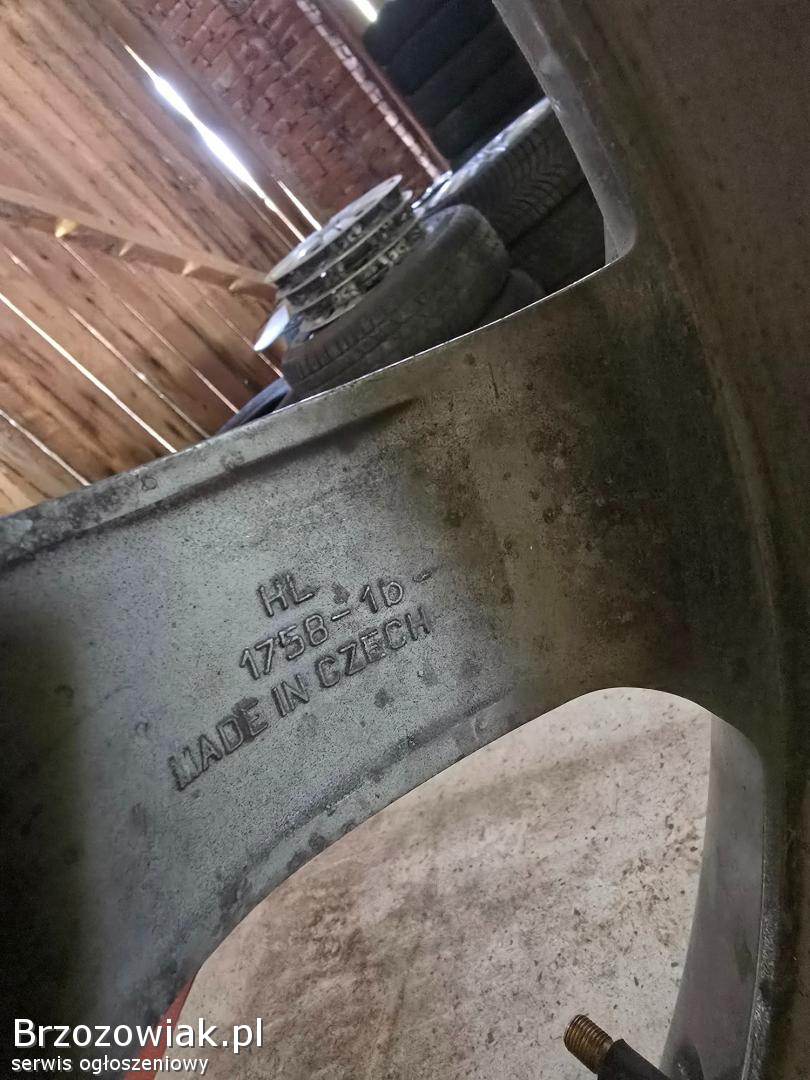 HL
1758-1b-
MADE IN CZECH
Brzozowiak.pl
serwis ogłoszeniowy